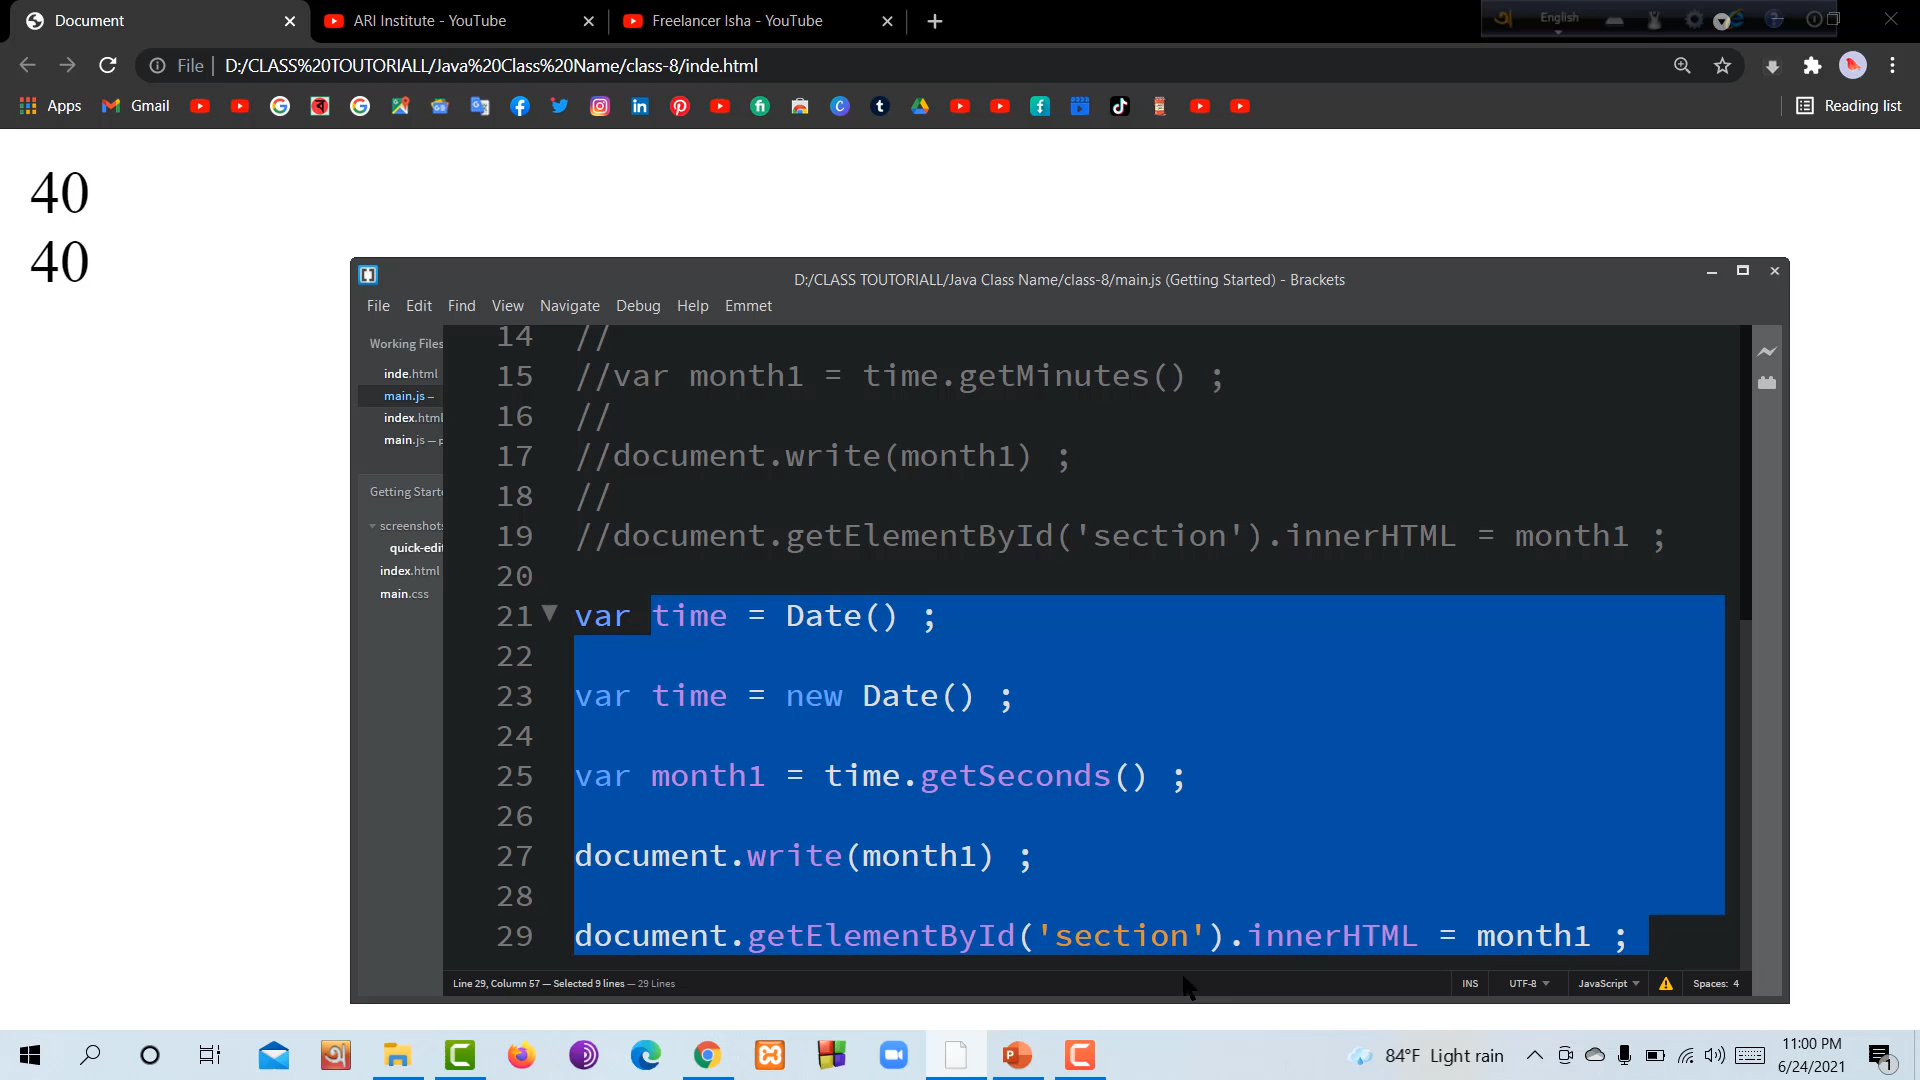 Document
ARI Institute - YouTube
Freelancer Isha - YouTube
English
File
D:/CLASS%20TOUTORIALL/Java%20Class%20Name/class-8/inde.html
Apps
Gmail
Reading list
40
40
D:/CLASS TOUTORIALL/Java Class Name/class-8/main.js (Getting Started) - Brackets
File Edit Find View Navigate Debug Help Emmet
Working Files
inde.html
main.js –
index.html
main.js — p
Getting Starte
screenshots
quick-edit
index.html
main.css
14 //
15 //var month1 = time.getMinutes() ;
16 //
17 //document.write(month1) ;
18 //
19 //document.getElementById('section').innerHTML = month1 ;
20
21 var time = Date() ;
22
23 var time = new Date() ;
24
25 var month1 = time.getSeconds() ;
26
27 document.write(month1) ;
28
29 document.getElementById('section').innerHTML = month1 ;
Line 29, Column 57 — Selected 9 lines — 29 Lines
INS UTF-8 JavaScript Spaces: 4
84°F Light rain
11:00 PM
6/24/2021
1